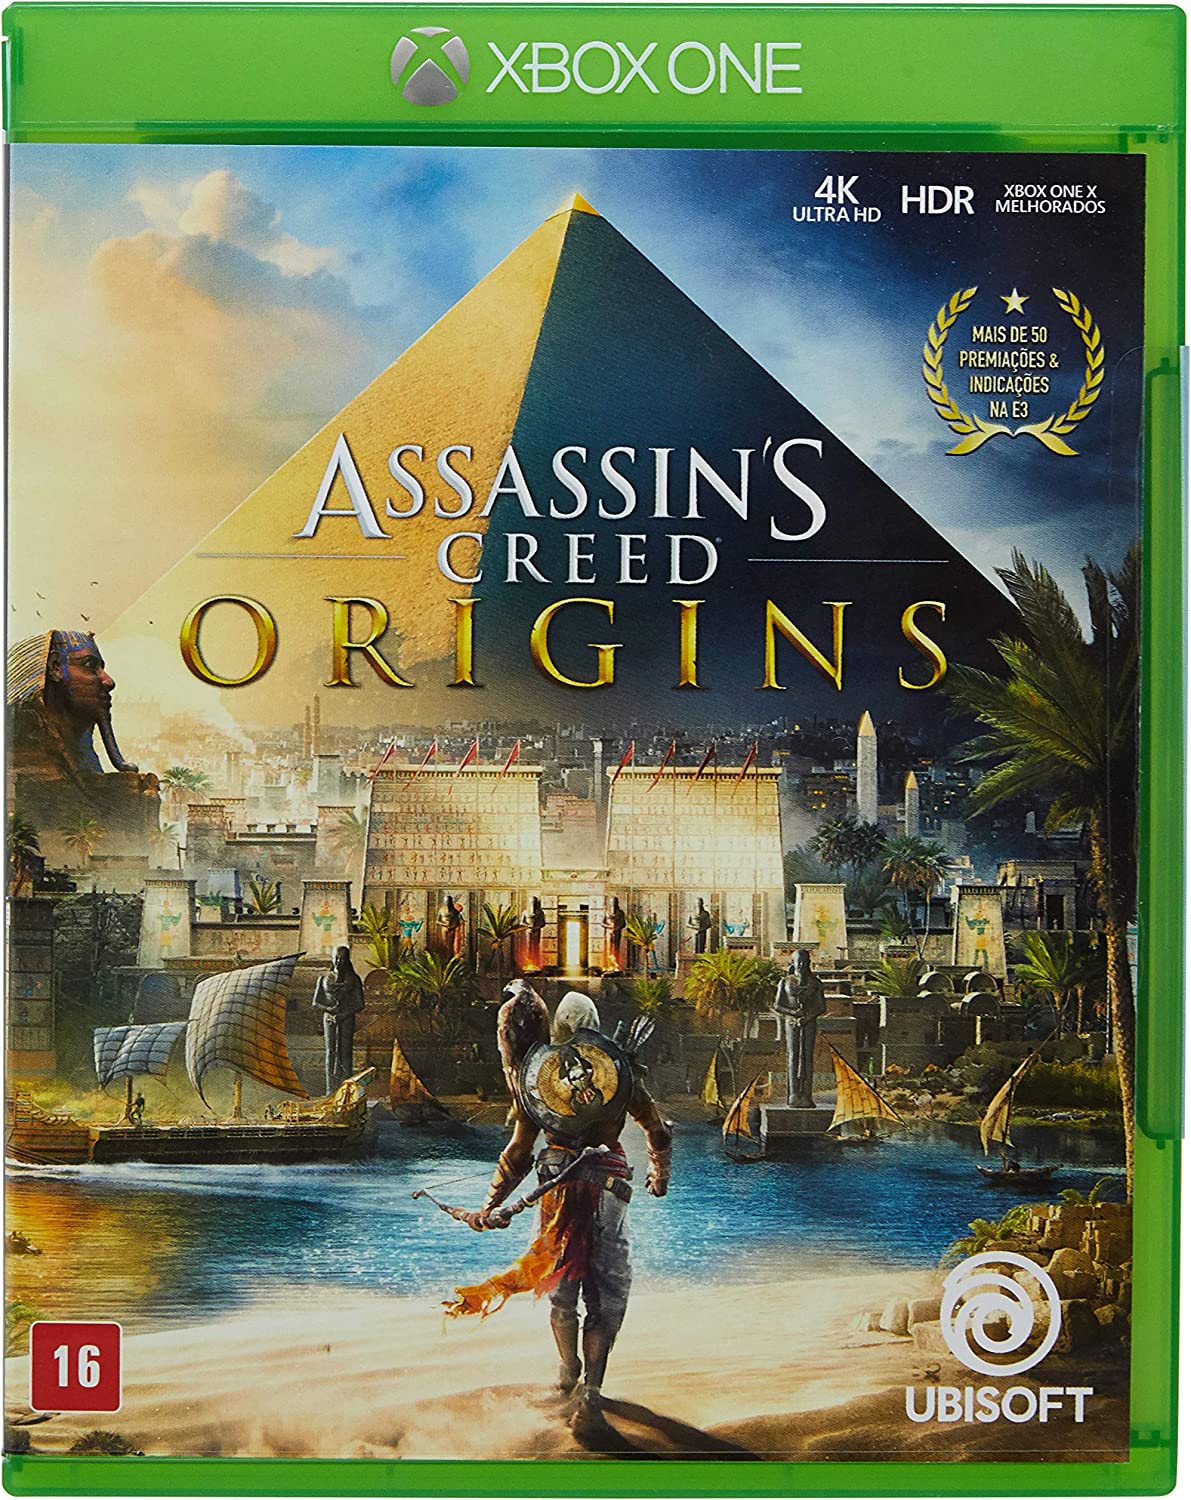 XBOX ONE
4K
ULTRA HD
HDR
XBOX ONE X
MELHORADOS
MAIS DE 50
PREMIAÇÕES &
INDICAÇÕES
NA E3
ASSASSIN'S
CREED®
ORIGINS
16
UBISOFT